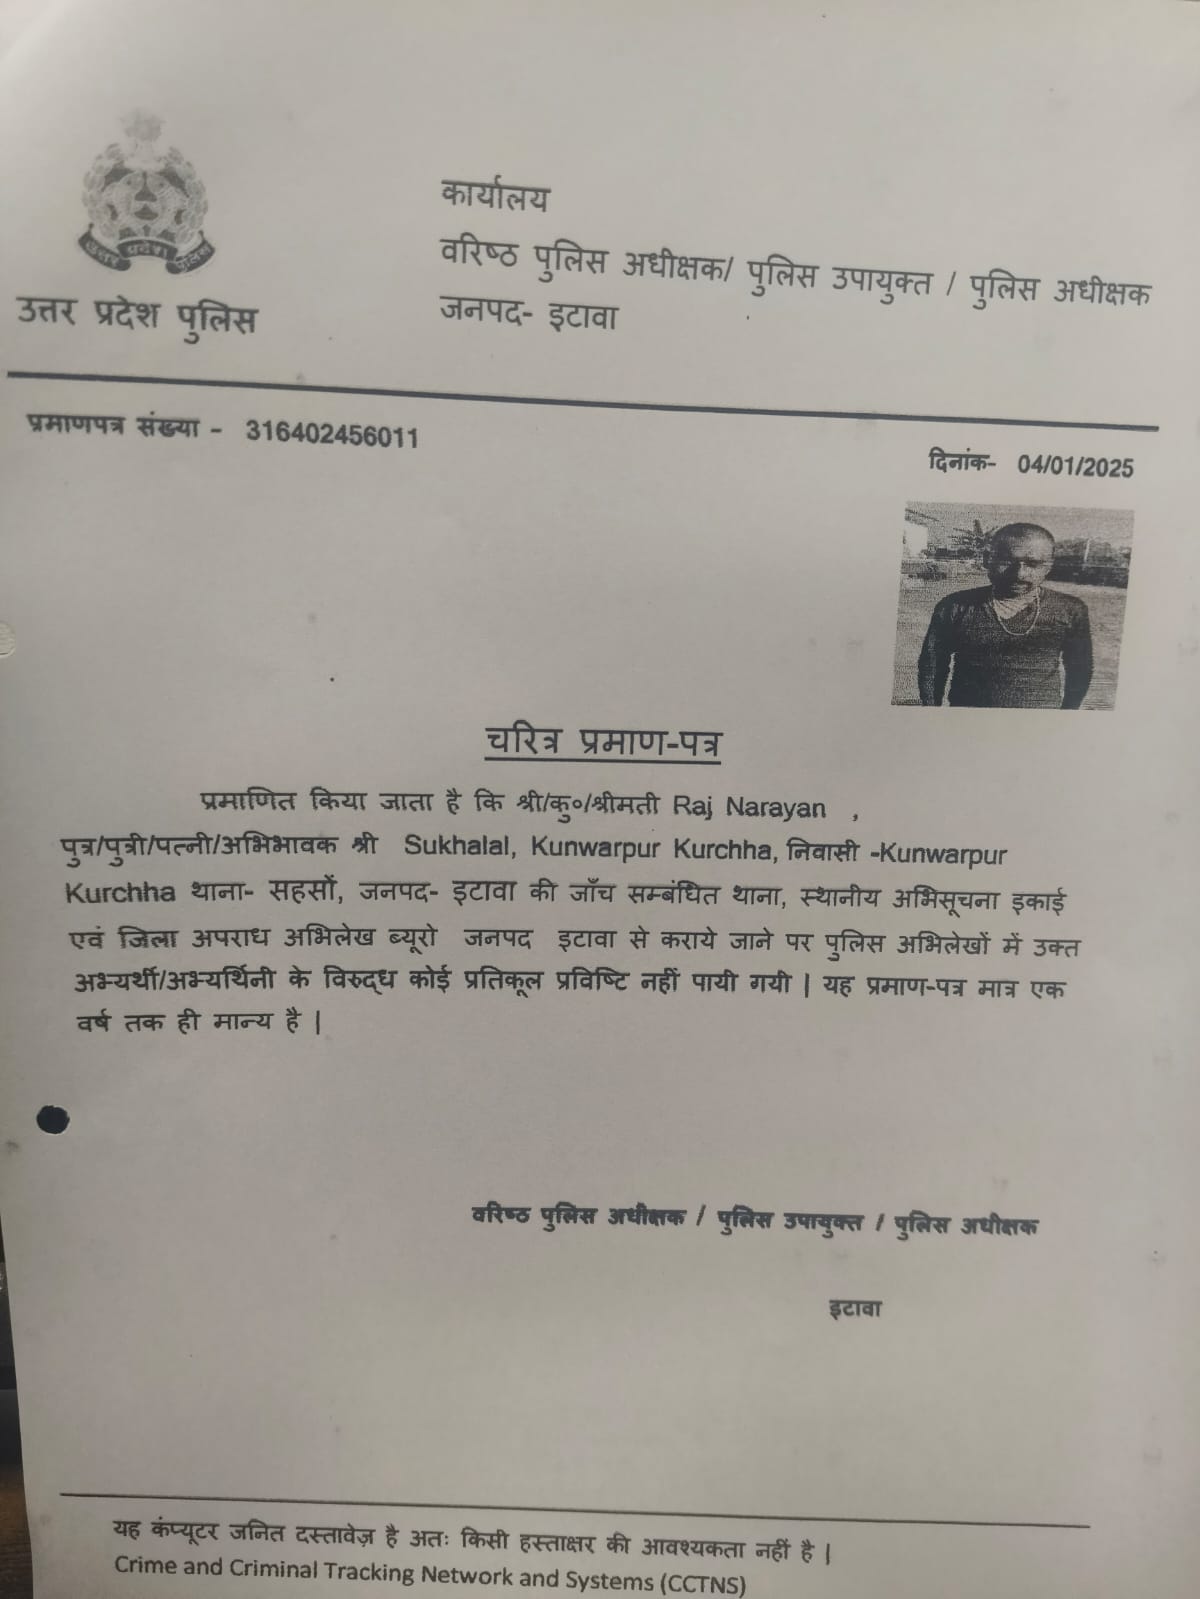 उत्तर प्रदेश पुलिस
उत्तर प्रदेश पुलिस
कार्यालय
वरिष्ठ पुलिस अधीक्षक/ पुलिस उपायुक्त / पुलिस अधीक्षक
जनपद- इटावा
प्रमाणपत्र संख्या - 316402456011
दिनांक- 04/01/2025
चरित्र प्रमाण-पत्र
प्रमाणित किया जाता है कि श्री/कु०/श्रीमती Raj Narayan ,
पुत्र/पुत्री/पत्नी/अभिभावक श्री Sukhalal, Kunwarpur Kurchha, निवासी -Kunwarpur
Kurchha थाना- सहसों, जनपद- इटावा की जाँच सम्बंधित थाना, स्थानीय अभिसूचना इकाई
एवं जिला अपराध अभिलेख ब्यूरो जनपद इटावा से कराये जाने पर पुलिस अभिलेखों में उक्त
अभ्यर्थी/अभ्यर्थिनी के विरुद्ध कोई प्रतिकूल प्रविष्टि नहीं पायी गयी | यह प्रमाण-पत्र मात्र एक
वर्ष तक ही मान्य है |
वरिष्ठ पुलिस अधीक्षक / पुलिस उपायुक्त / पुलिस अधीक्षक
इटावा
यह कंप्यूटर जनित दस्तावेज़ है अतः किसी हस्ताक्षर की आवश्यकता नहीं है |
Crime and Criminal Tracking Network and Systems (CCTNS)